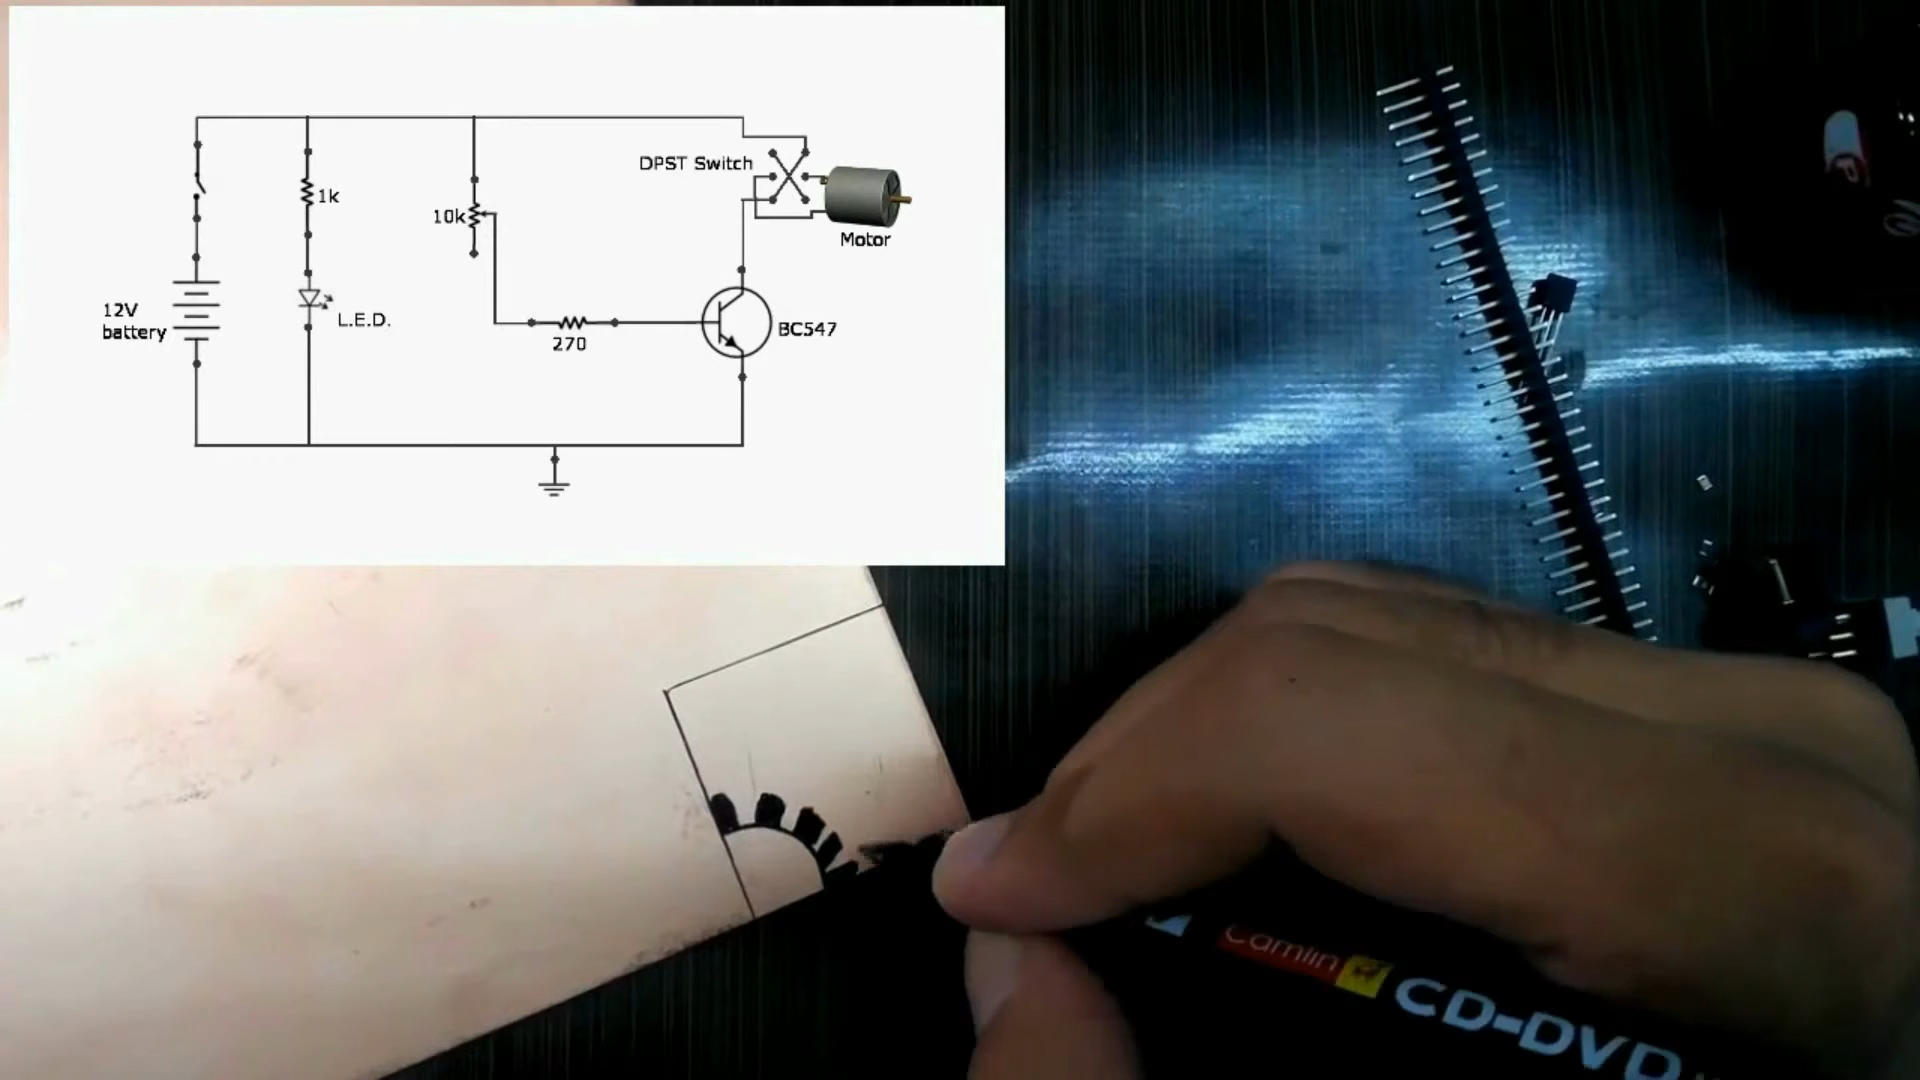 DPST Switch
1k
10k
Motor
12V
battery
L.E.D.
270
BC547
Camlin
CD-DVD